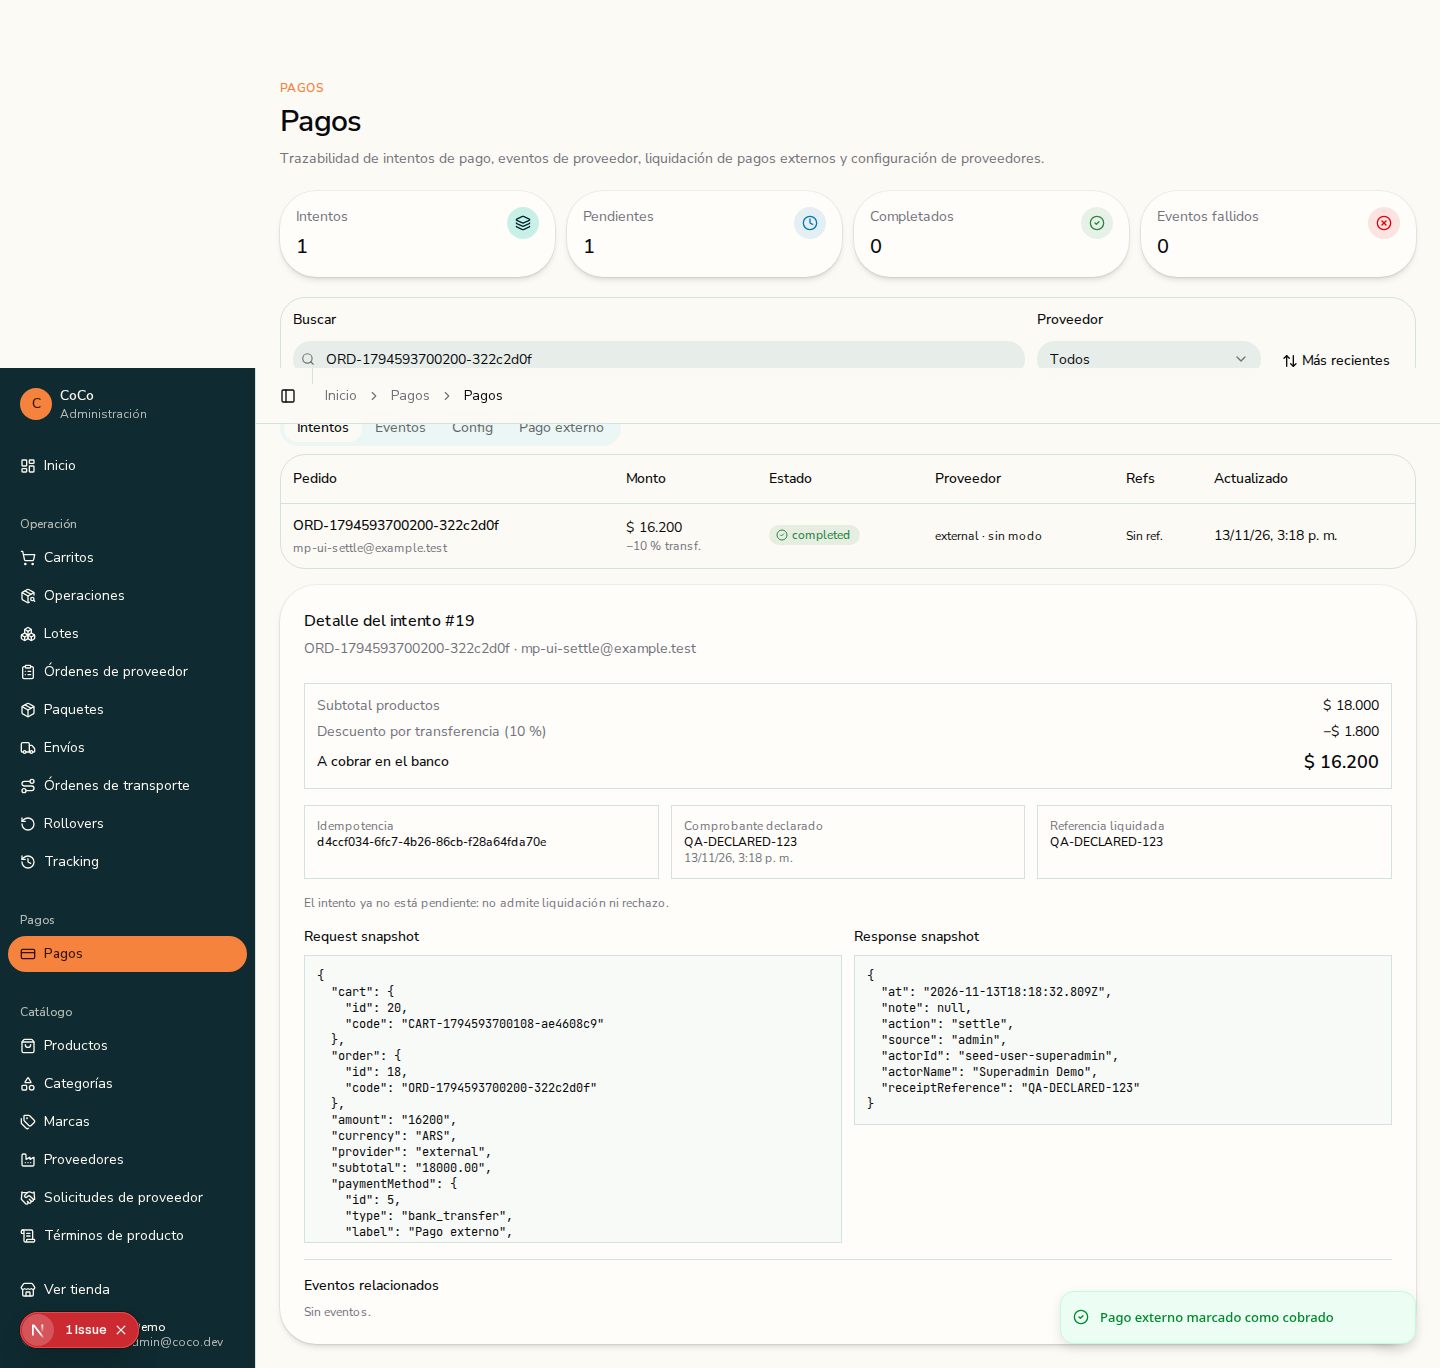 PAGOS
Pagos
Trazabilidad de intentos de pago, eventos de proveedor, liquidación de pagos externos y configuración de proveedores.
Intentos
1
Pendientes
1
Completados
0
Eventos fallidos
0
Buscar
ORD-1794593700200-322c2d0f
Proveedor
Todos
Más recientes
C
CoCo
Administración
Inicio
Operación
Carritos
Operaciones
Lotes
Órdenes de proveedor
Paquetes
Envíos
Órdenes de transporte
Rollovers
Tracking
Pagos
Pagos
Catálogo
Productos
Categorías
Marcas
Proveedores
Solicitudes de proveedor
Términos de producto
Ver tienda
N
1 Issue
emo
dmin@coco.dev
Inicio > Pagos > Pagos
Intentos
Eventos
Config
Pago externo
Pedido Monto Estado Proveedor Refs Actualizado
ORD-1794593700200-322c2d0f
mp-ui-settle@example.test
$ 16.200
−10 % transf.
completed
external · sin modo
Sin ref.
13/11/26, 3:18 p. m.
Detalle del intento #19
ORD-1794593700200-322c2d0f · mp-ui-settle@example.test
Subtotal productos $ 18.000
Descuento por transferencia (10 %) −$ 1.800
A cobrar en el banco $ 16.200
Idempotencia
d4ccf034-6fc7-4b26-86cb-f28a64fda70e
Comprobante declarado
QA-DECLARED-123
13/11/26, 3:18 p. m.
Referencia liquidada
QA-DECLARED-123
El intento ya no está pendiente: no admite liquidación ni rechazo.
Request snapshot
{
  "cart": {
    "id": 20,
    "code": "CART-1794593700108-ae4608c9"
  },
  "order": {
    "id": 18,
    "code": "ORD-1794593700200-322c2d0f"
  },
  "amount": "16200",
  "currency": "ARS",
  "provider": "external",
  "subtotal": "18000.00",
  "paymentMethod": {
    "id": 5,
    "type": "bank_transfer",
    "label": "Pago externo",
Response snapshot
{
  "at": "2026-11-13T18:18:32.809Z",
  "note": null,
  "action": "settle",
  "source": "admin",
  "actorId": "seed-user-superadmin",
  "actorName": "Superadmin Demo",
  "receiptReference": "QA-DECLARED-123"
}
Eventos relacionados
Sin eventos.
Pago externo marcado como cobrado